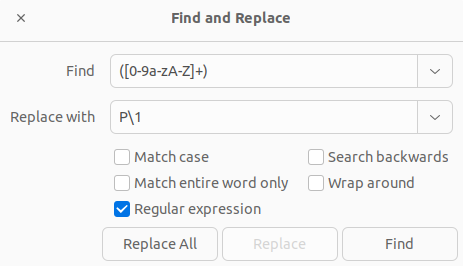 Find and Replace
Find ([0-9a-zA-Z]+)
Replace with P\1
Match case Search backwards
Match entire word only Wrap around
Regular expression
Replace All Replace Find